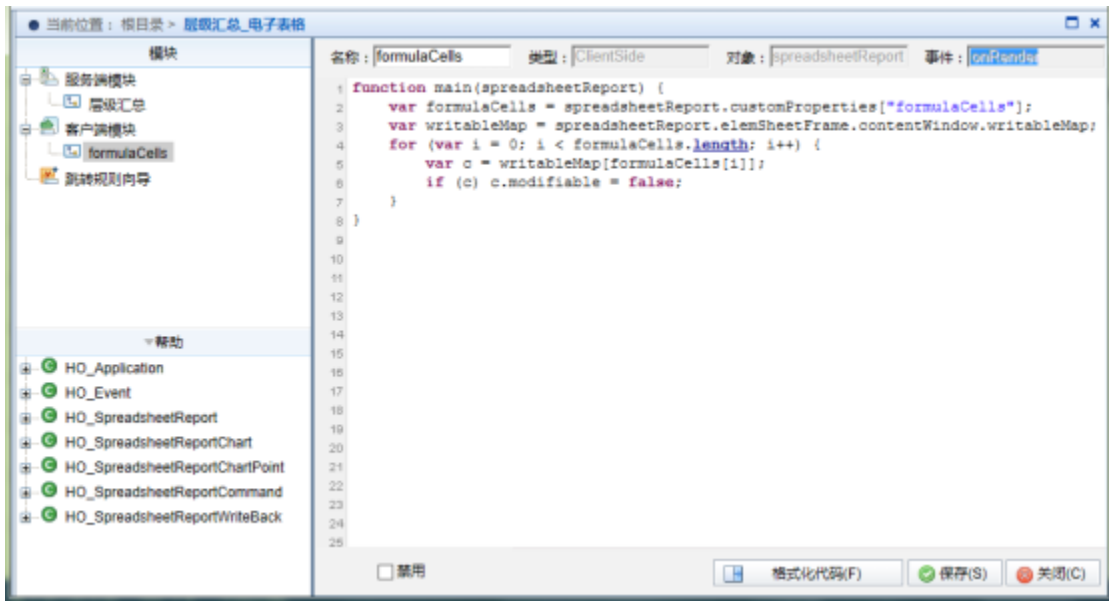 当前位置：根目录 > 层级汇总_电子表格
模块
服务端模块
层级汇总
客户端模块
formulaCells
跳转规则向导
帮助
HO_Application
HO_Event
HO_SpreadsheetReport
HO_SpreadsheetReportChart
HO_SpreadsheetReportChartPoint
HO_SpreadsheetReportCommand
HO_SpreadsheetReportWriteBack
名称：formulaCells 类型：ClientSide 对象：spreadsheetReport 事件：onRender
1 function main(spreadsheetReport) {
2 var formulaCells = spreadsheetReport.customProperties["formulaCells"];
3 var writableMap = spreadsheetReport.elemSheetFrame.contentWindow.writableMap;
4 for (var i = 0; i < formulaCells.length; i++) {
5 var c = writableMap[formulaCells[i]];
6 if (c) c.modifiable = false;
7 }
8 }
9
10
11
12
13
14
15
16
17
18
19
20
21
22
23
24
25
禁用 格式化代码(F) 保存(S) 关闭(C)